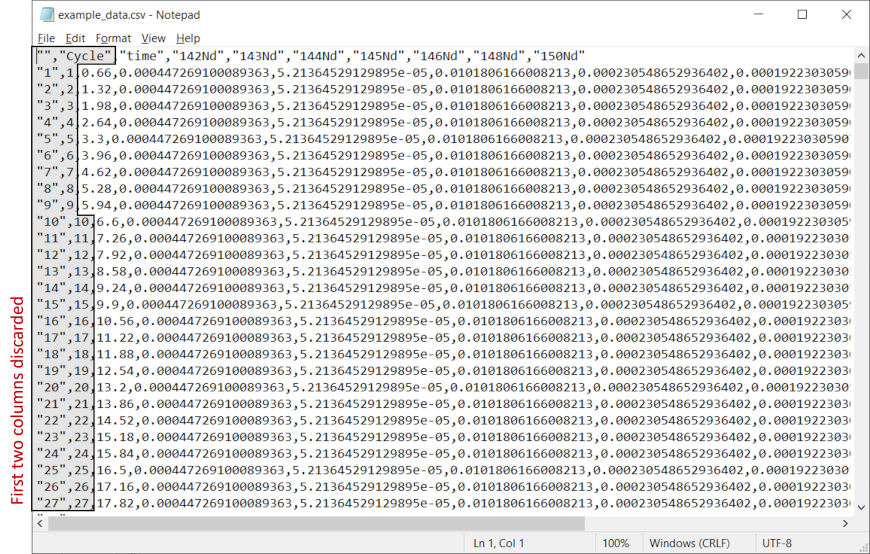 example_data.csv - Notepad
File Edit Format View Help
"","Cycle","time","142Nd","143Nd","144Nd","145Nd","146Nd","148Nd","150Nd"
"1",1,0.66,0.000447269100089363,5.21364529129895e-05,0.0101806166008213,0.000230548652936402,0.0001922303059
"2",2,1.32,0.000447269100089363,5.21364529129895e-05,0.0101806166008213,0.000230548652936402,0.0001922303059
"3",3,1.98,0.000447269100089363,5.21364529129895e-05,0.0101806166008213,0.000230548652936402,0.0001922303059
"4",4,2.64,0.000447269100089363,5.21364529129895e-05,0.0101806166008213,0.000230548652936402,0.0001922303059
"5",5,3.3,0.000447269100089363,5.21364529129895e-05,0.0101806166008213,0.000230548652936402,0.00019223030590
"6",6,3.96,0.000447269100089363,5.21364529129895e-05,0.0101806166008213,0.000230548652936402,0.0001922303059
"7",7,4.62,0.000447269100089363,5.21364529129895e-05,0.0101806166008213,0.000230548652936402,0.0001922303059
"8",8,5.28,0.000447269100089363,5.21364529129895e-05,0.0101806166008213,0.000230548652936402,0.0001922303059
"9",9,5.94,0.000447269100089363,5.21364529129895e-05,0.0101806166008213,0.000230548652936402,0.0001922303059
"10",10,6.6,0.000447269100089363,5.21364529129895e-05,0.0101806166008213,0.000230548652936402,0.000192230305
"11",11,7.26,0.000447269100089363,5.21364529129895e-05,0.0101806166008213,0.000230548652936402,0.00019223030
"12",12,7.92,0.000447269100089363,5.21364529129895e-05,0.0101806166008213,0.000230548652936402,0.00019223030
"13",13,8.58,0.000447269100089363,5.21364529129895e-05,0.0101806166008213,0.000230548652936402,0.00019223030
"14",14,9.24,0.000447269100089363,5.21364529129895e-05,0.0101806166008213,0.000230548652936402,0.00019223030
"15",15,9.9,0.000447269100089363,5.21364529129895e-05,0.0101806166008213,0.000230548652936402,0.000192230305
"16",16,10.56,0.000447269100089363,5.21364529129895e-05,0.0101806166008213,0.000230548652936402,0.0001922303
"17",17,11.22,0.000447269100089363,5.21364529129895e-05,0.0101806166008213,0.000230548652936402,0.0001922303
"18",18,11.88,0.000447269100089363,5.21364529129895e-05,0.0101806166008213,0.000230548652936402,0.0001922303
"19",19,12.54,0.000447269100089363,5.21364529129895e-05,0.0101806166008213,0.000230548652936402,0.0001922303
"20",20,13.2,0.000447269100089363,5.21364529129895e-05,0.0101806166008213,0.000230548652936402,0.00019223030
"21",21,13.86,0.000447269100089363,5.21364529129895e-05,0.0101806166008213,0.000230548652936402,0.0001922303
"22",22,14.52,0.000447269100089363,5.21364529129895e-05,0.0101806166008213,0.000230548652936402,0.0001922303
"23",23,15.18,0.000447269100089363,5.21364529129895e-05,0.0101806166008213,0.000230548652936402,0.0001922303
"24",24,15.84,0.000447269100089363,5.21364529129895e-05,0.0101806166008213,0.000230548652936402,0.0001922303
"25",25,16.5,0.000447269100089363,5.21364529129895e-05,0.0101806166008213,0.000230548652936402,0.00019223030
"26",26,17.16,0.000447269100089363,5.21364529129895e-05,0.0101806166008213,0.000230548652936402,0.0001922303
"27",27,17.82,0.000447269100089363,5.21364529129895e-05,0.0101806166008213,0.000230548652936402,0.0001922303
First two columns discarded
Ln 1, Col 1 100% Windows (CRLF) UTF-8